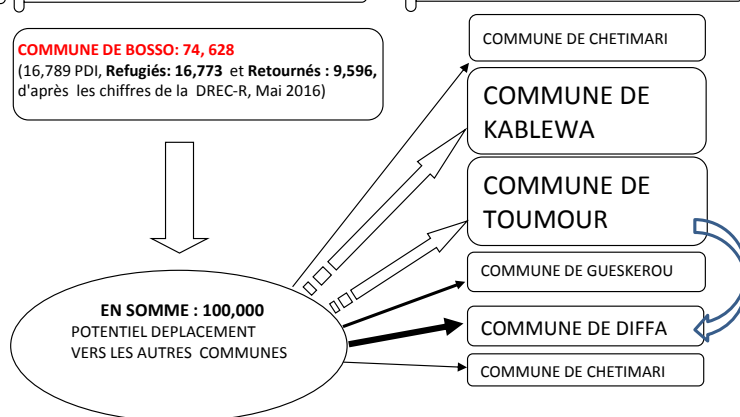 COMMUNE DE BOSSO: 74, 628
(16,789 PDI, Refugiés: 16,773 et Retournés : 9,596,
d'après les chiffres de la DREC-R, Mai 2016)
EN SOMME : 100,000
POTENTIEL DEPLACEMENT
VERS LES AUTRES COMMUNES
COMMUNE DE CHETIMARI
COMMUNE DE
KABLEWA
COMMUNE DE
TOUMOUR
COMMUNE DE GUESKEROU
COMMUNE DE DIFFA
COMMUNE DE CHETIMARI